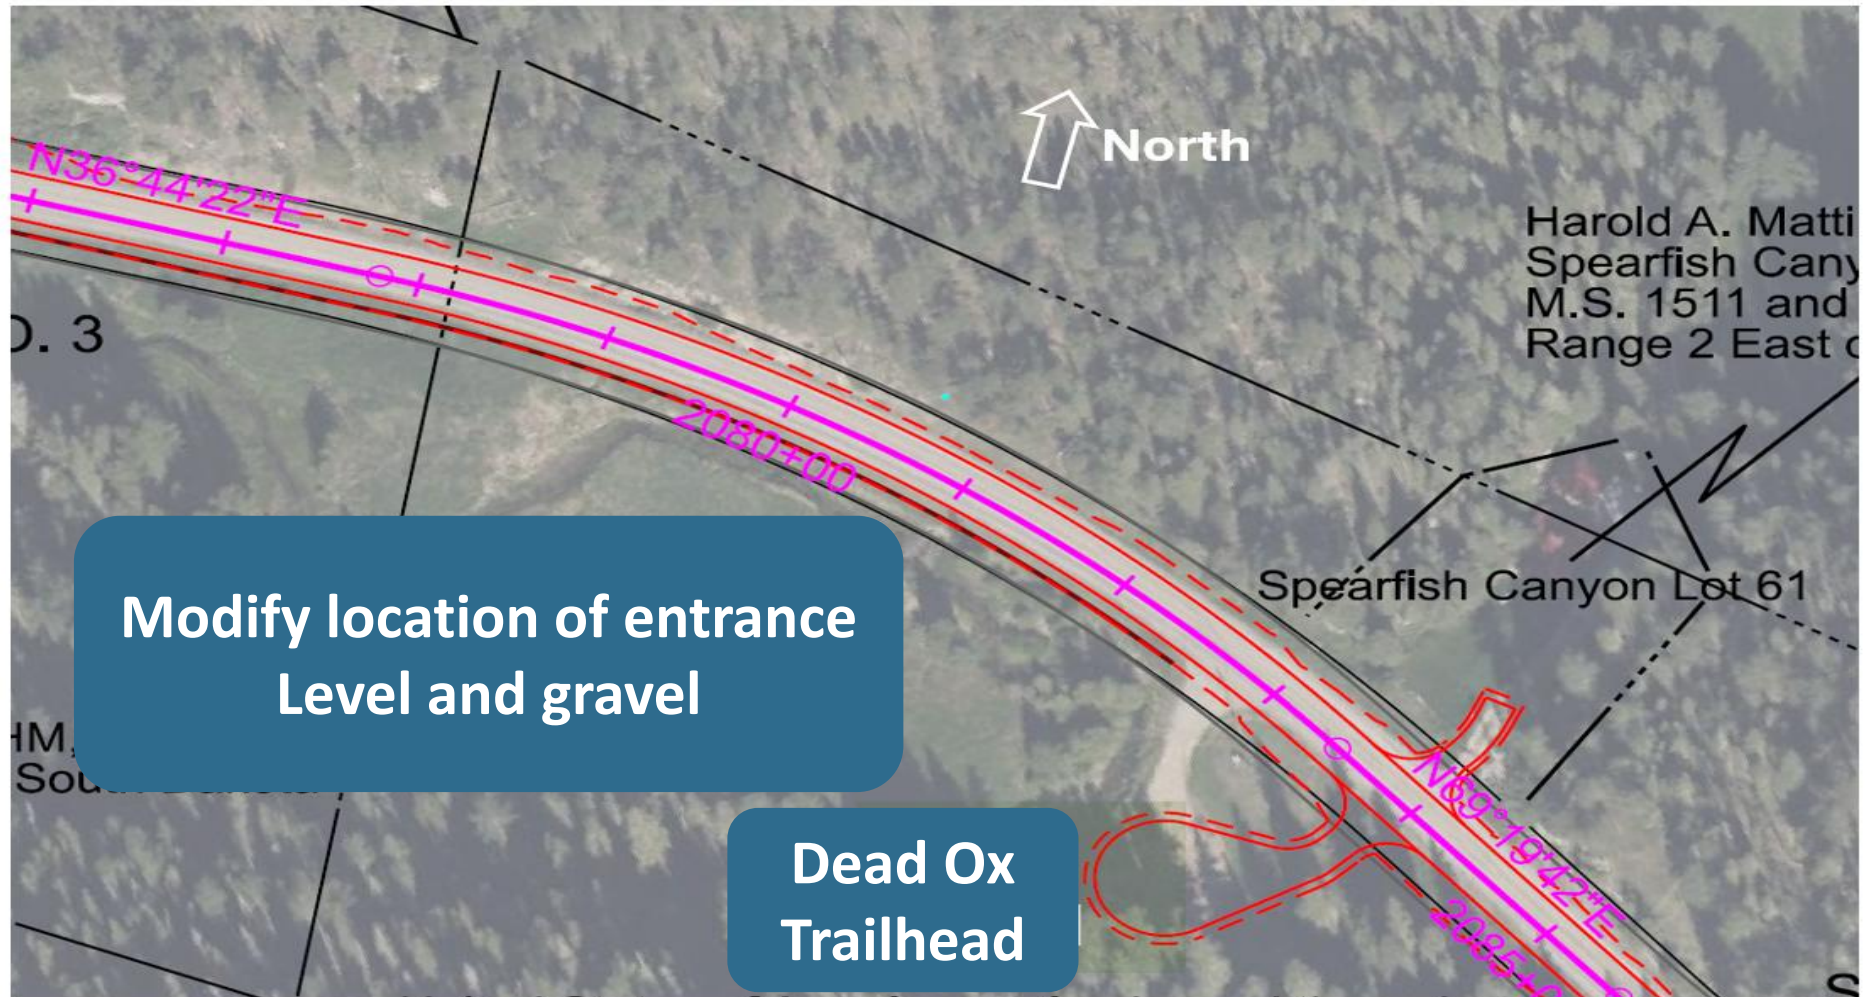 North
N36°44'22"E
Harold A. Matti
Spearfish Cany
M.S. 1511 and
Range 2 East
3
2080+00
Spearfish Canyon Lot 61
Modify location of entrance
Level and gravel
N69°19'42"E
Dead Ox
Trailhead